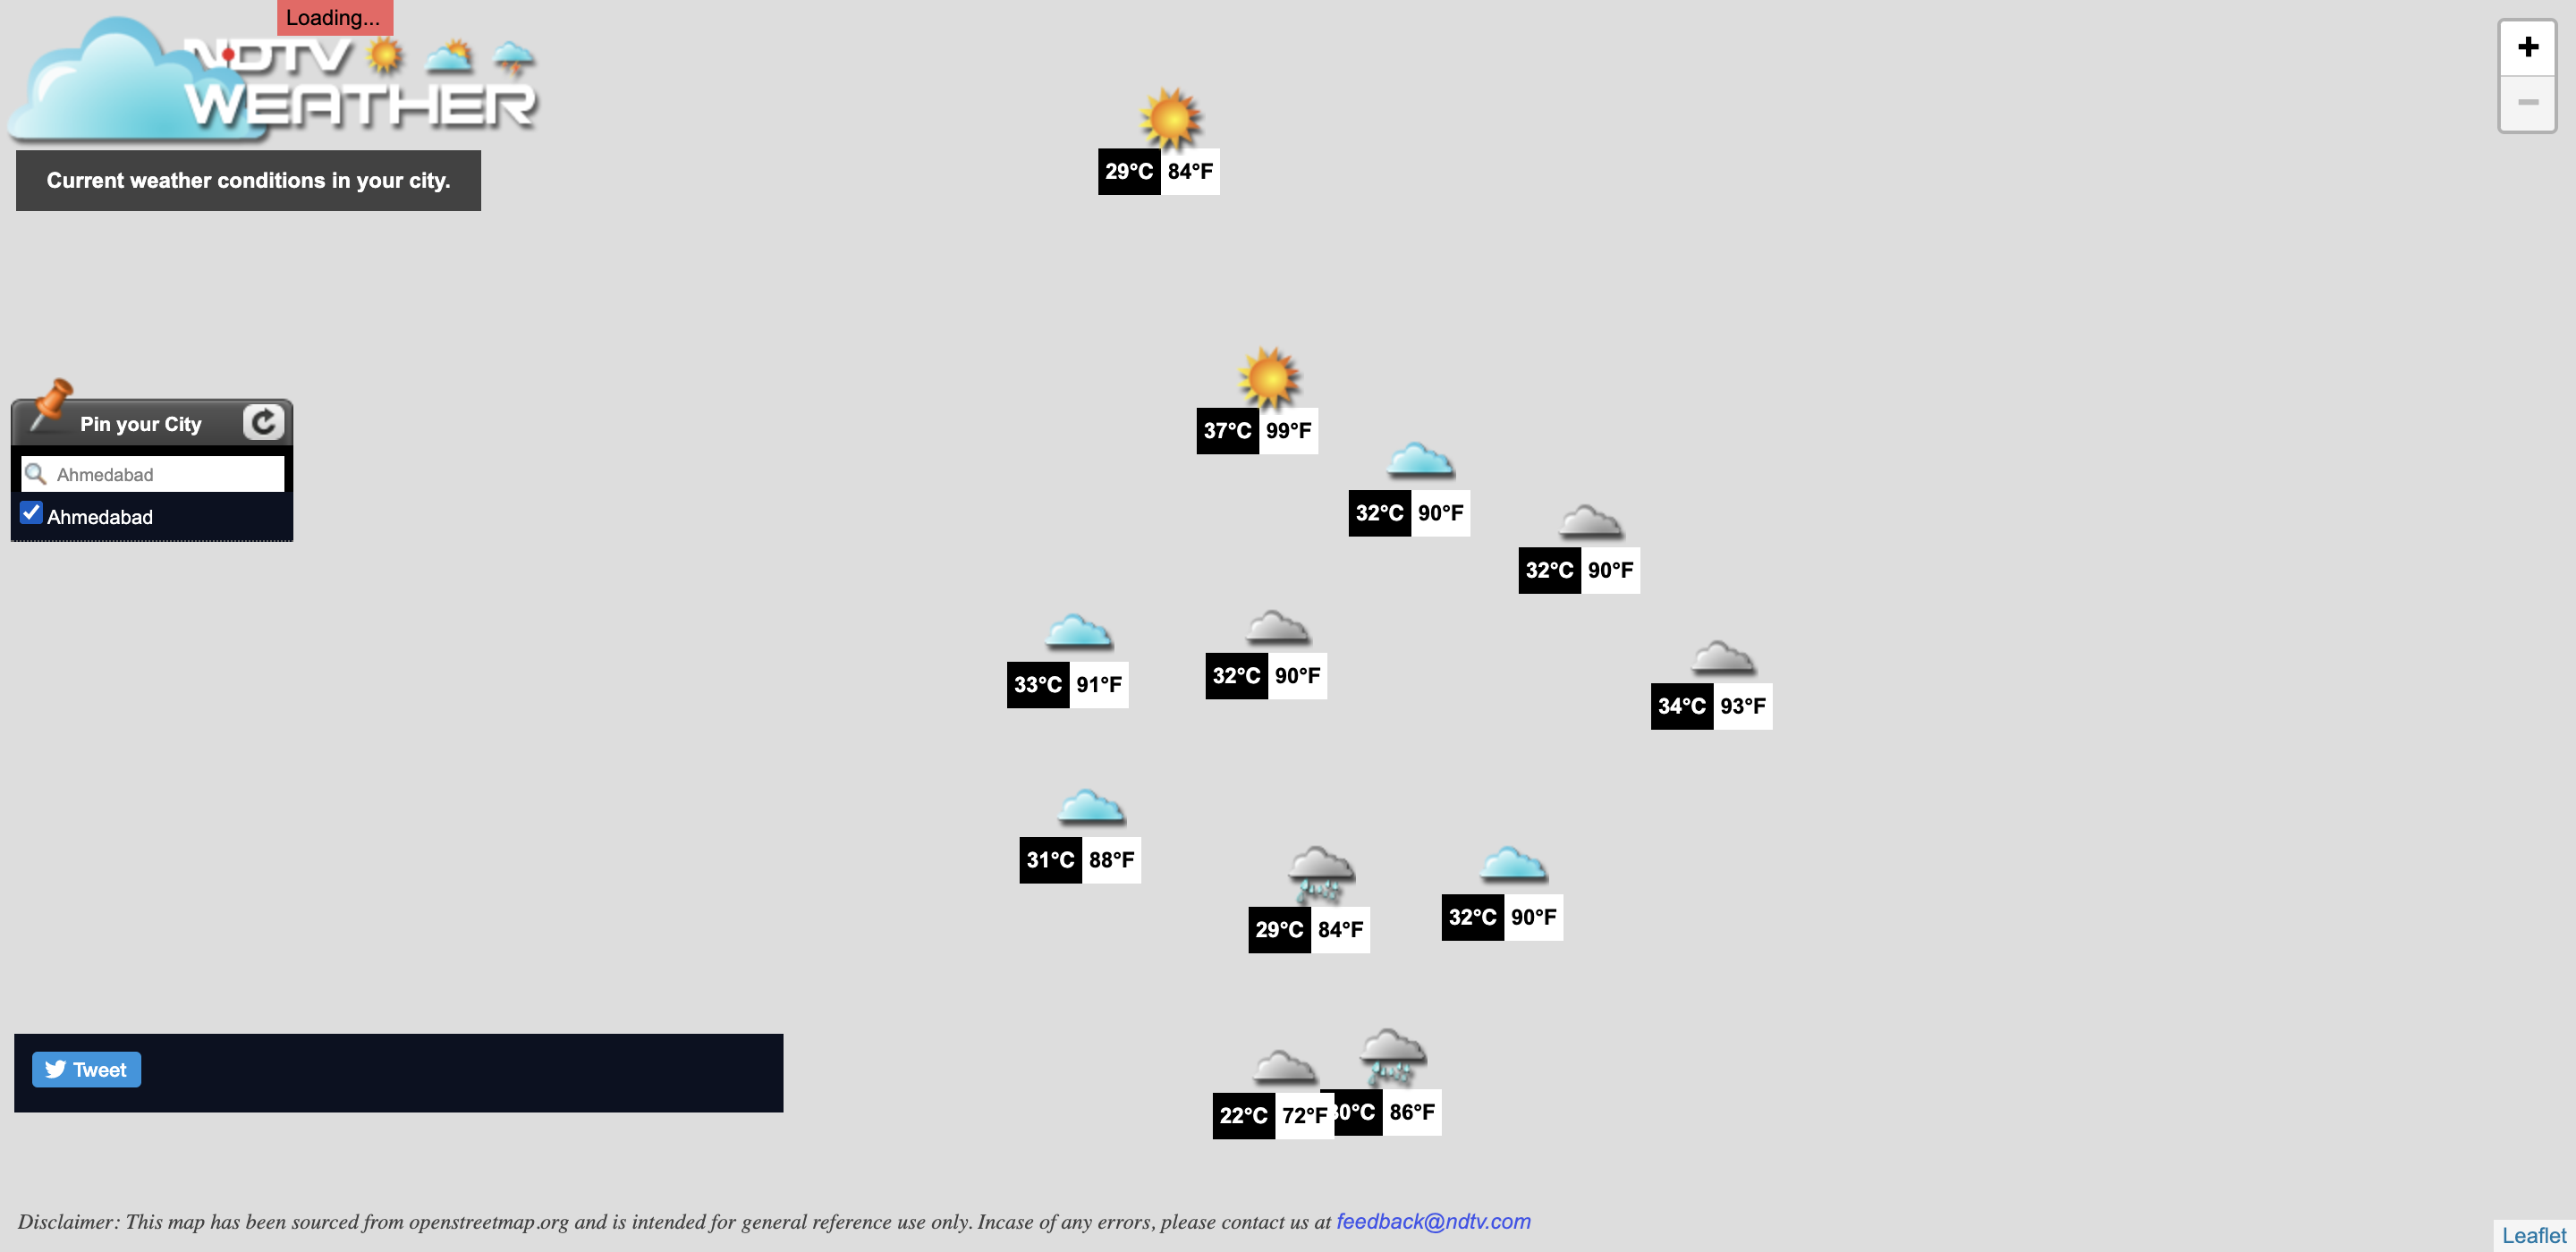 Loading...
NDTV
WEATHER
Current weather conditions in your city.
29°C 84°F
37°C 99°F
Pin your City
Ahmedabad
Ahmedabad
32°C 90°F
32°C 90°F
33°C 91°F
32°C 90°F
34°C 93°F
31°C 88°F
29°C 84°F
32°C 90°F
Tweet
22°C 72°F
0°C 86°F
Disclaimer: This map has been sourced from openstreetmap.org and is intended for general reference use only. Incase of any errors, please contact us at feedback@ndtv.com
Leaflet